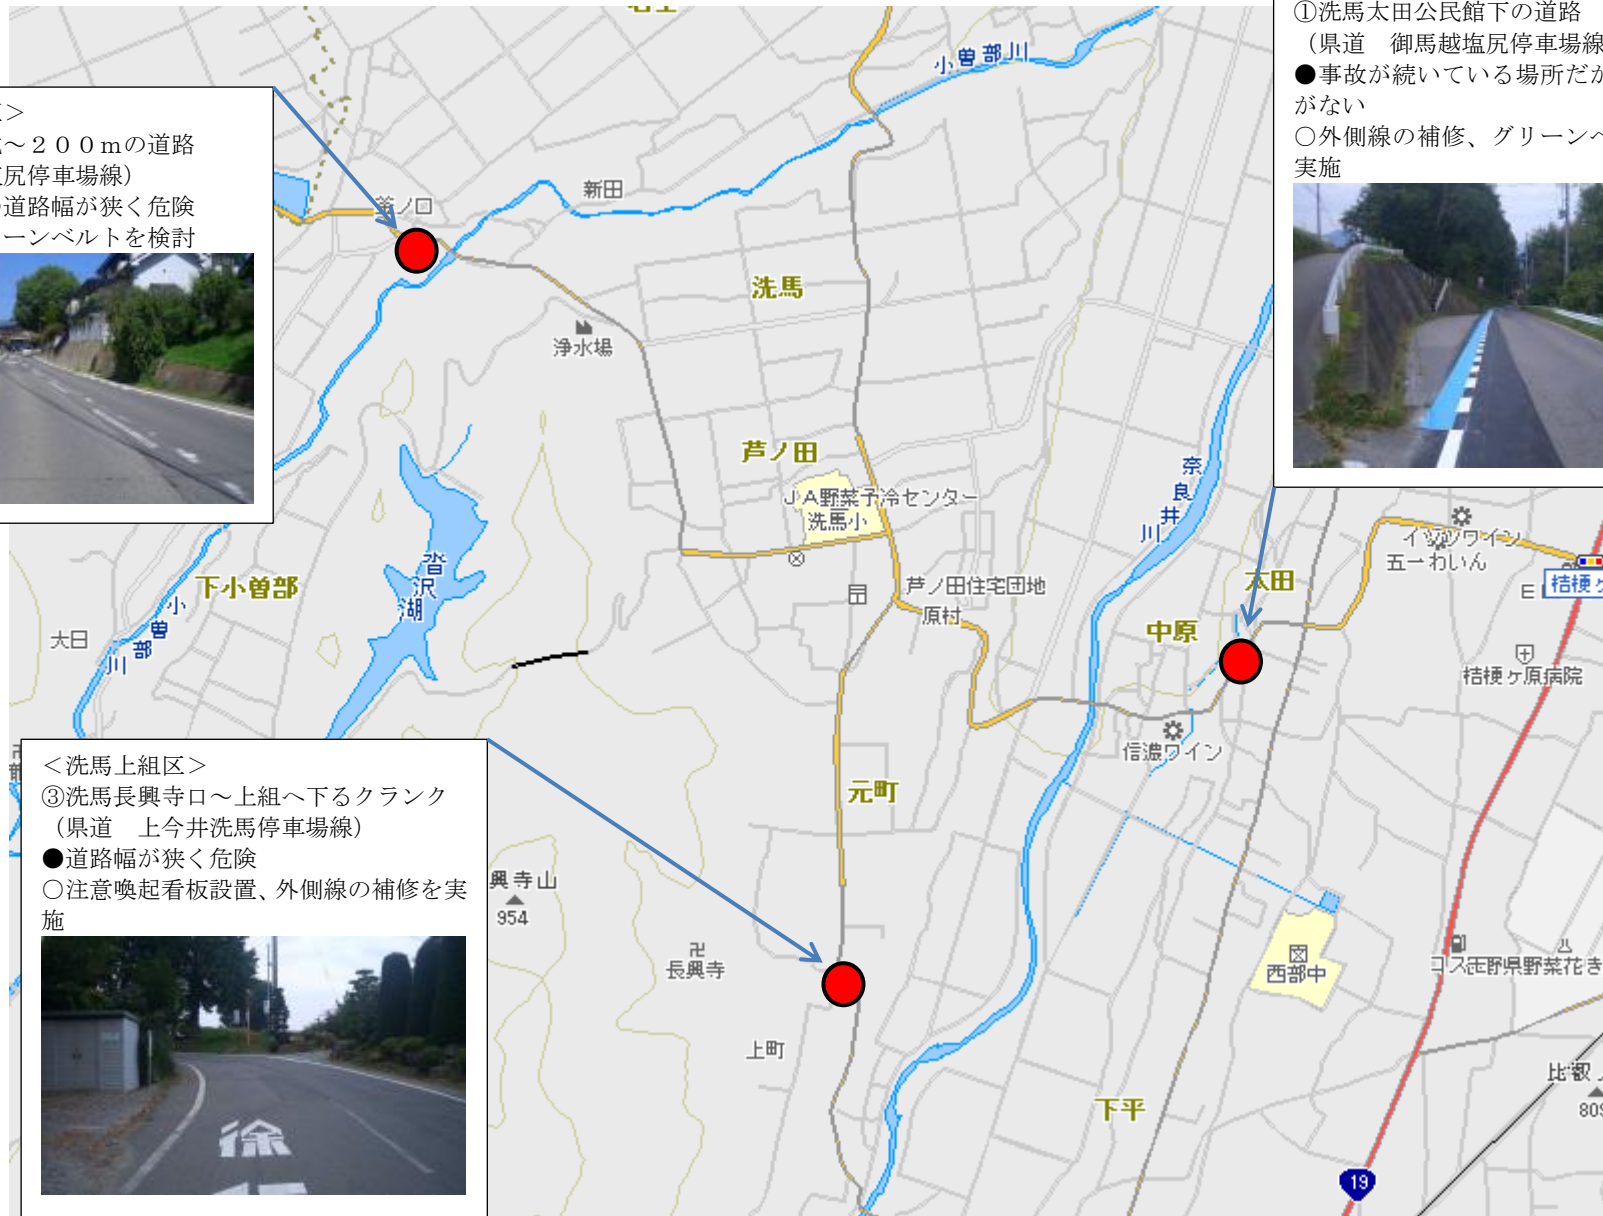 ①洗馬太田公民館下の道路
（県道　御馬越塩尻停車場線
●事故が続いている場所だが
がない
○外側線の補修、グリーンベ
実施
＞
～２００ｍの道路
尻停車場線）
道路幅が狭く危険
ーンベルトを検討
＜洗馬上組区＞
③洗馬長興寺口～上組へ下るクランク
（県道　上今井洗馬停車場線）
●道路幅が狭く危険
○注意喚起看板設置、外側線の補修を実
施
徐
小曽部川
新田
釜ノ口
洗馬
浄水場
芦ノ田
ＪＡ野菜予冷センター
洗馬小
奈良井川
イヅツワイン
五一わいん
桔梗ヶ
太田
芦ノ田住宅団地
原村
沓沢湖
下小曽部
小曽部川
大日
中原
桔梗ヶ原病院
信濃ワイン
元町
興寺山
954
長興寺
西部中
上町
下平
19